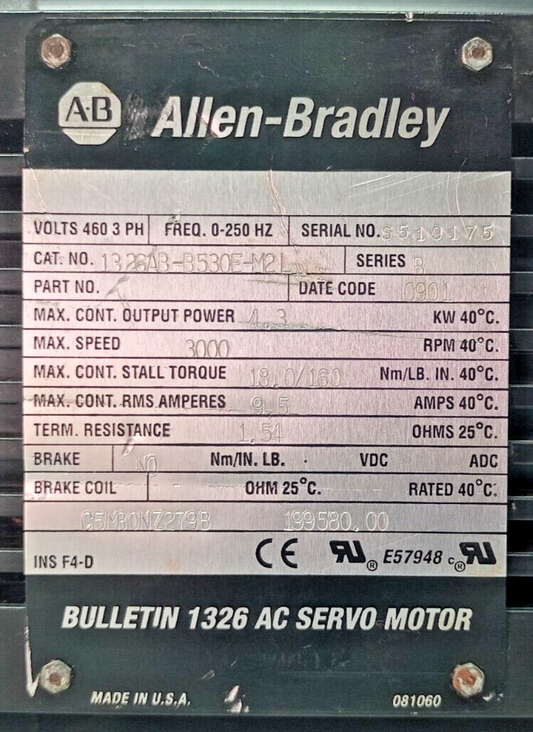 A-B Allen-Bradley
VOLTS 460 3 PH FREQ. 0-250 HZ SERIAL NO. S519175
CAT. NO. 1326AB-B530E-M2L SERIES B
PART NO. DATE CODE 0901
MAX. CONT. OUTPUT POWER 4.3 KW 40°C.
MAX. SPEED 3000 RPM 40°C.
MAX. CONT. STALL TORQUE 18.0/160 Nm/LB. IN. 40°C.
MAX. CONT. RMS AMPERES 9.5 AMPS 40°C.
TERM. RESISTANCE 1.54 OHMS 25°C.
BRAKE NO Nm/IN. LB. VDC ADC
BRAKE COIL OHM 25°C. RATED 40°C.
199580.00
INS F4-D CE RU® E57948 c RU®
BULLETIN 1326 AC SERVO MOTOR
MADE IN U.S.A. 081060